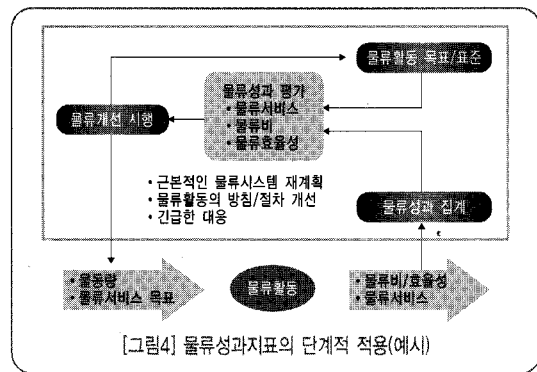 물류활동 목표/표준
물류성과 평가
• 물류서비스
• 물류비
• 물류효율성
물류개선 시행
• 근본적인 물류시스템 재계획
• 물류활동의 방침/절차 개선
• 긴급한 대응
물류성과 집계
• 물동량
• 물류서비스 목표
물류활동
• 물류비/효율성
• 물류서비스
[그림4] 물류성과지표의 단계적 적용(예시)